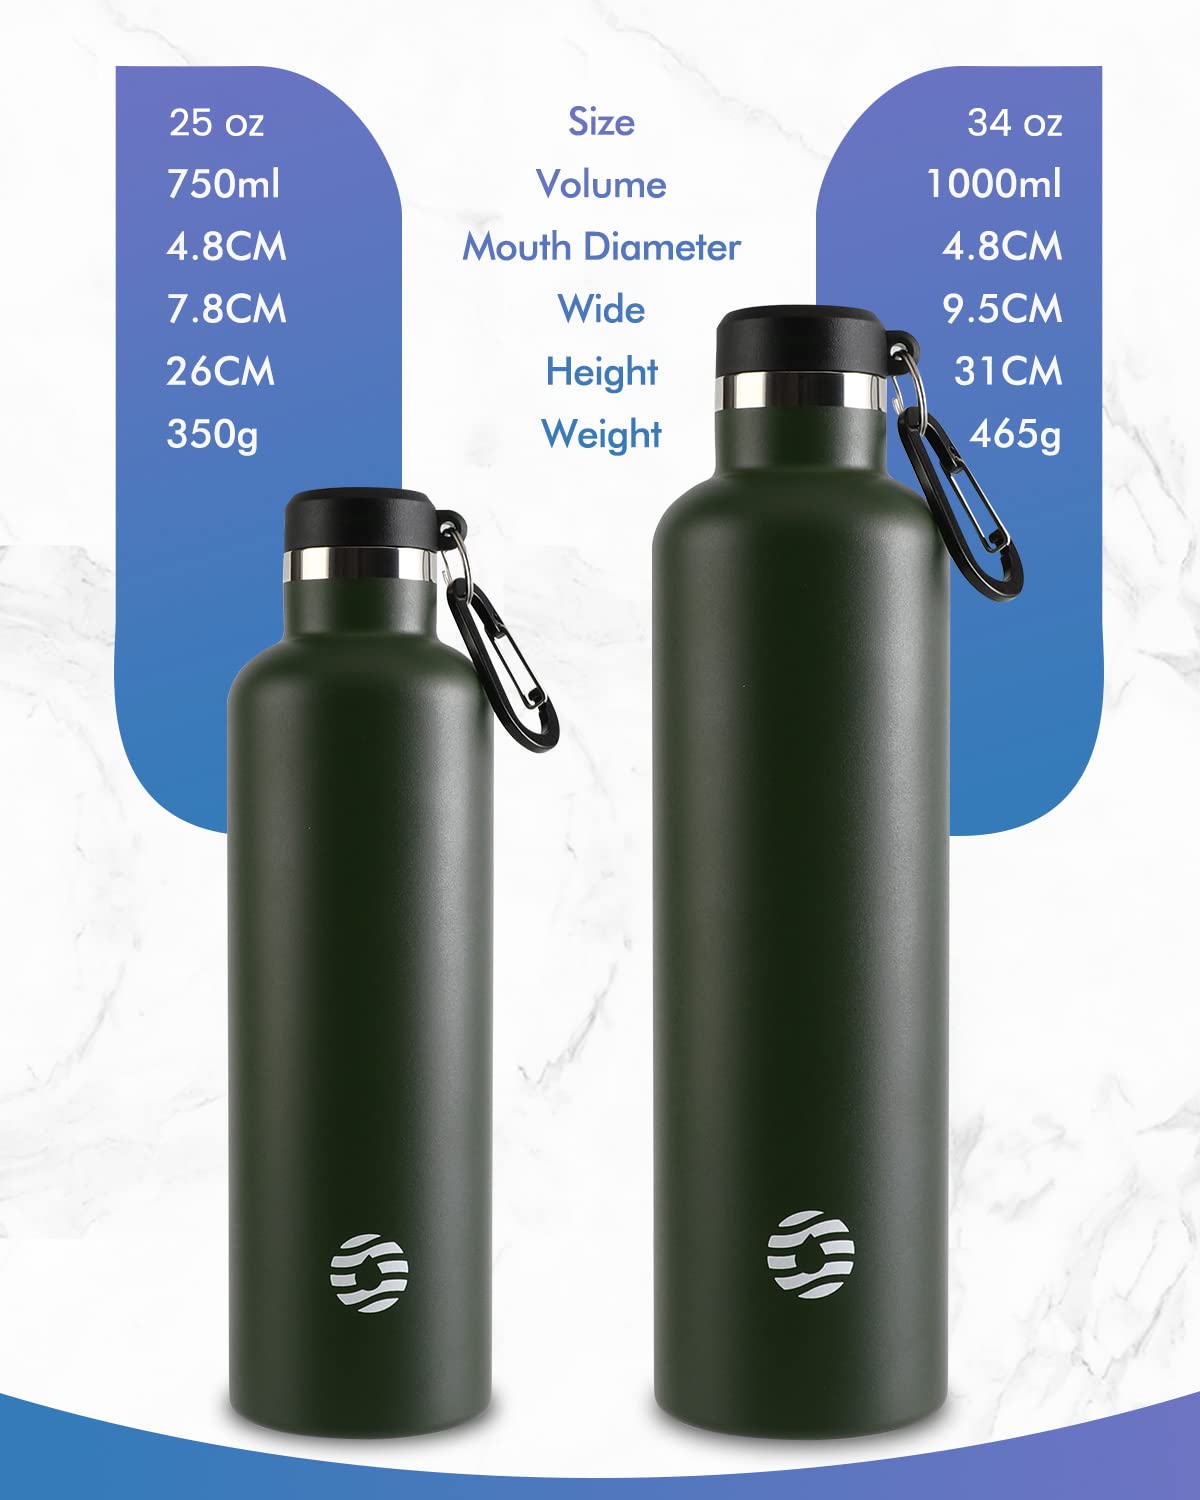 25 oz Size 34 oz
750ml Volume 1000ml
4.8CM Mouth Diameter 4.8CM
7.8CM Wide 9.5CM
26CM Height 31CM
350g Weight 465g